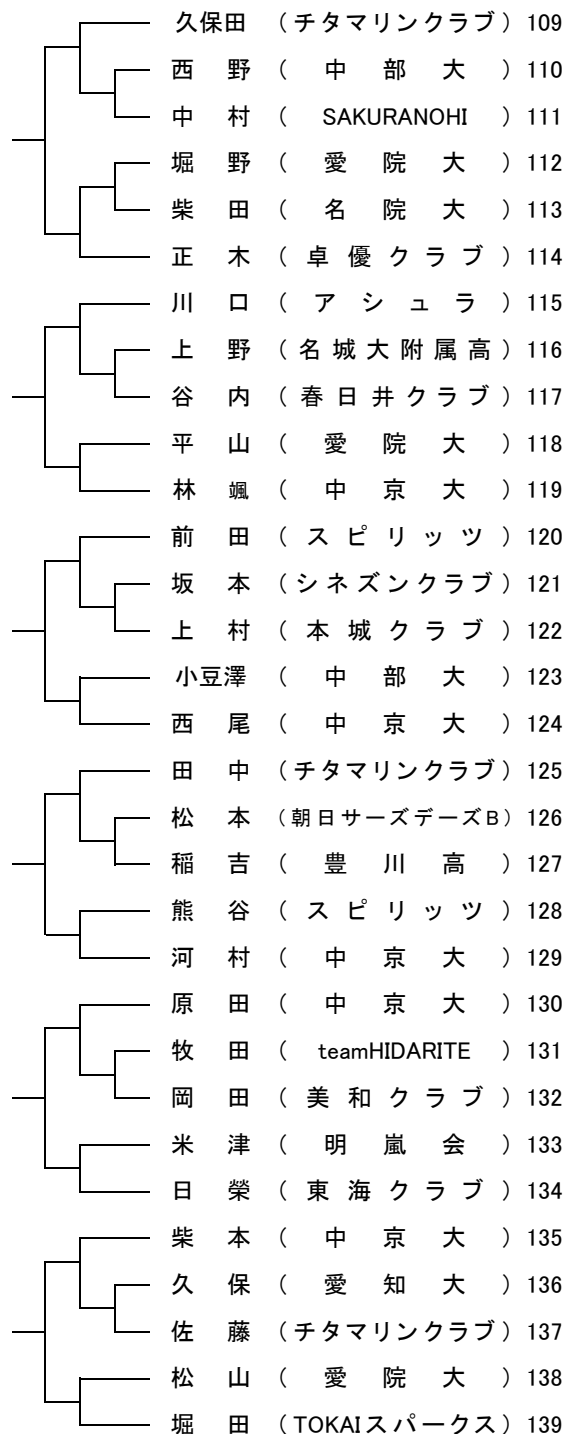 久保田 (チタマリンクラブ) 109
西野 (中部大) 110
中村 (SAKURANOHI) 111
堀野 (愛院大) 112
柴田 (名院大) 113
正木 (卓優クラブ) 114
川口 (アシュラ) 115
上野 (名城大附属高) 116
谷内 (春日井クラブ) 117
平山 (愛院大) 118
林颯 (中京大) 119
前田 (スピリッツ) 120
坂本 (シネズンクラブ) 121
上村 (本城クラブ) 122
小豆澤 (中部大) 123
西尾 (中京大) 124
田中 (チタマリンクラブ) 125
松本 (朝日サーズデーズB) 126
稲吉 (豊川高) 127
熊谷 (スピリッツ) 128
河村 (中京大) 129
原田 (中京大) 130
牧田 (teamHIDARITE) 131
岡田 (美和クラブ) 132
米津 (明嵐会) 133
日榮 (東海クラブ) 134
柴本 (中京大) 135
久保 (愛知大) 136
佐藤 (チタマリンクラブ) 137
松山 (愛院大) 138
堀田 (TOKAIスパークス) 139